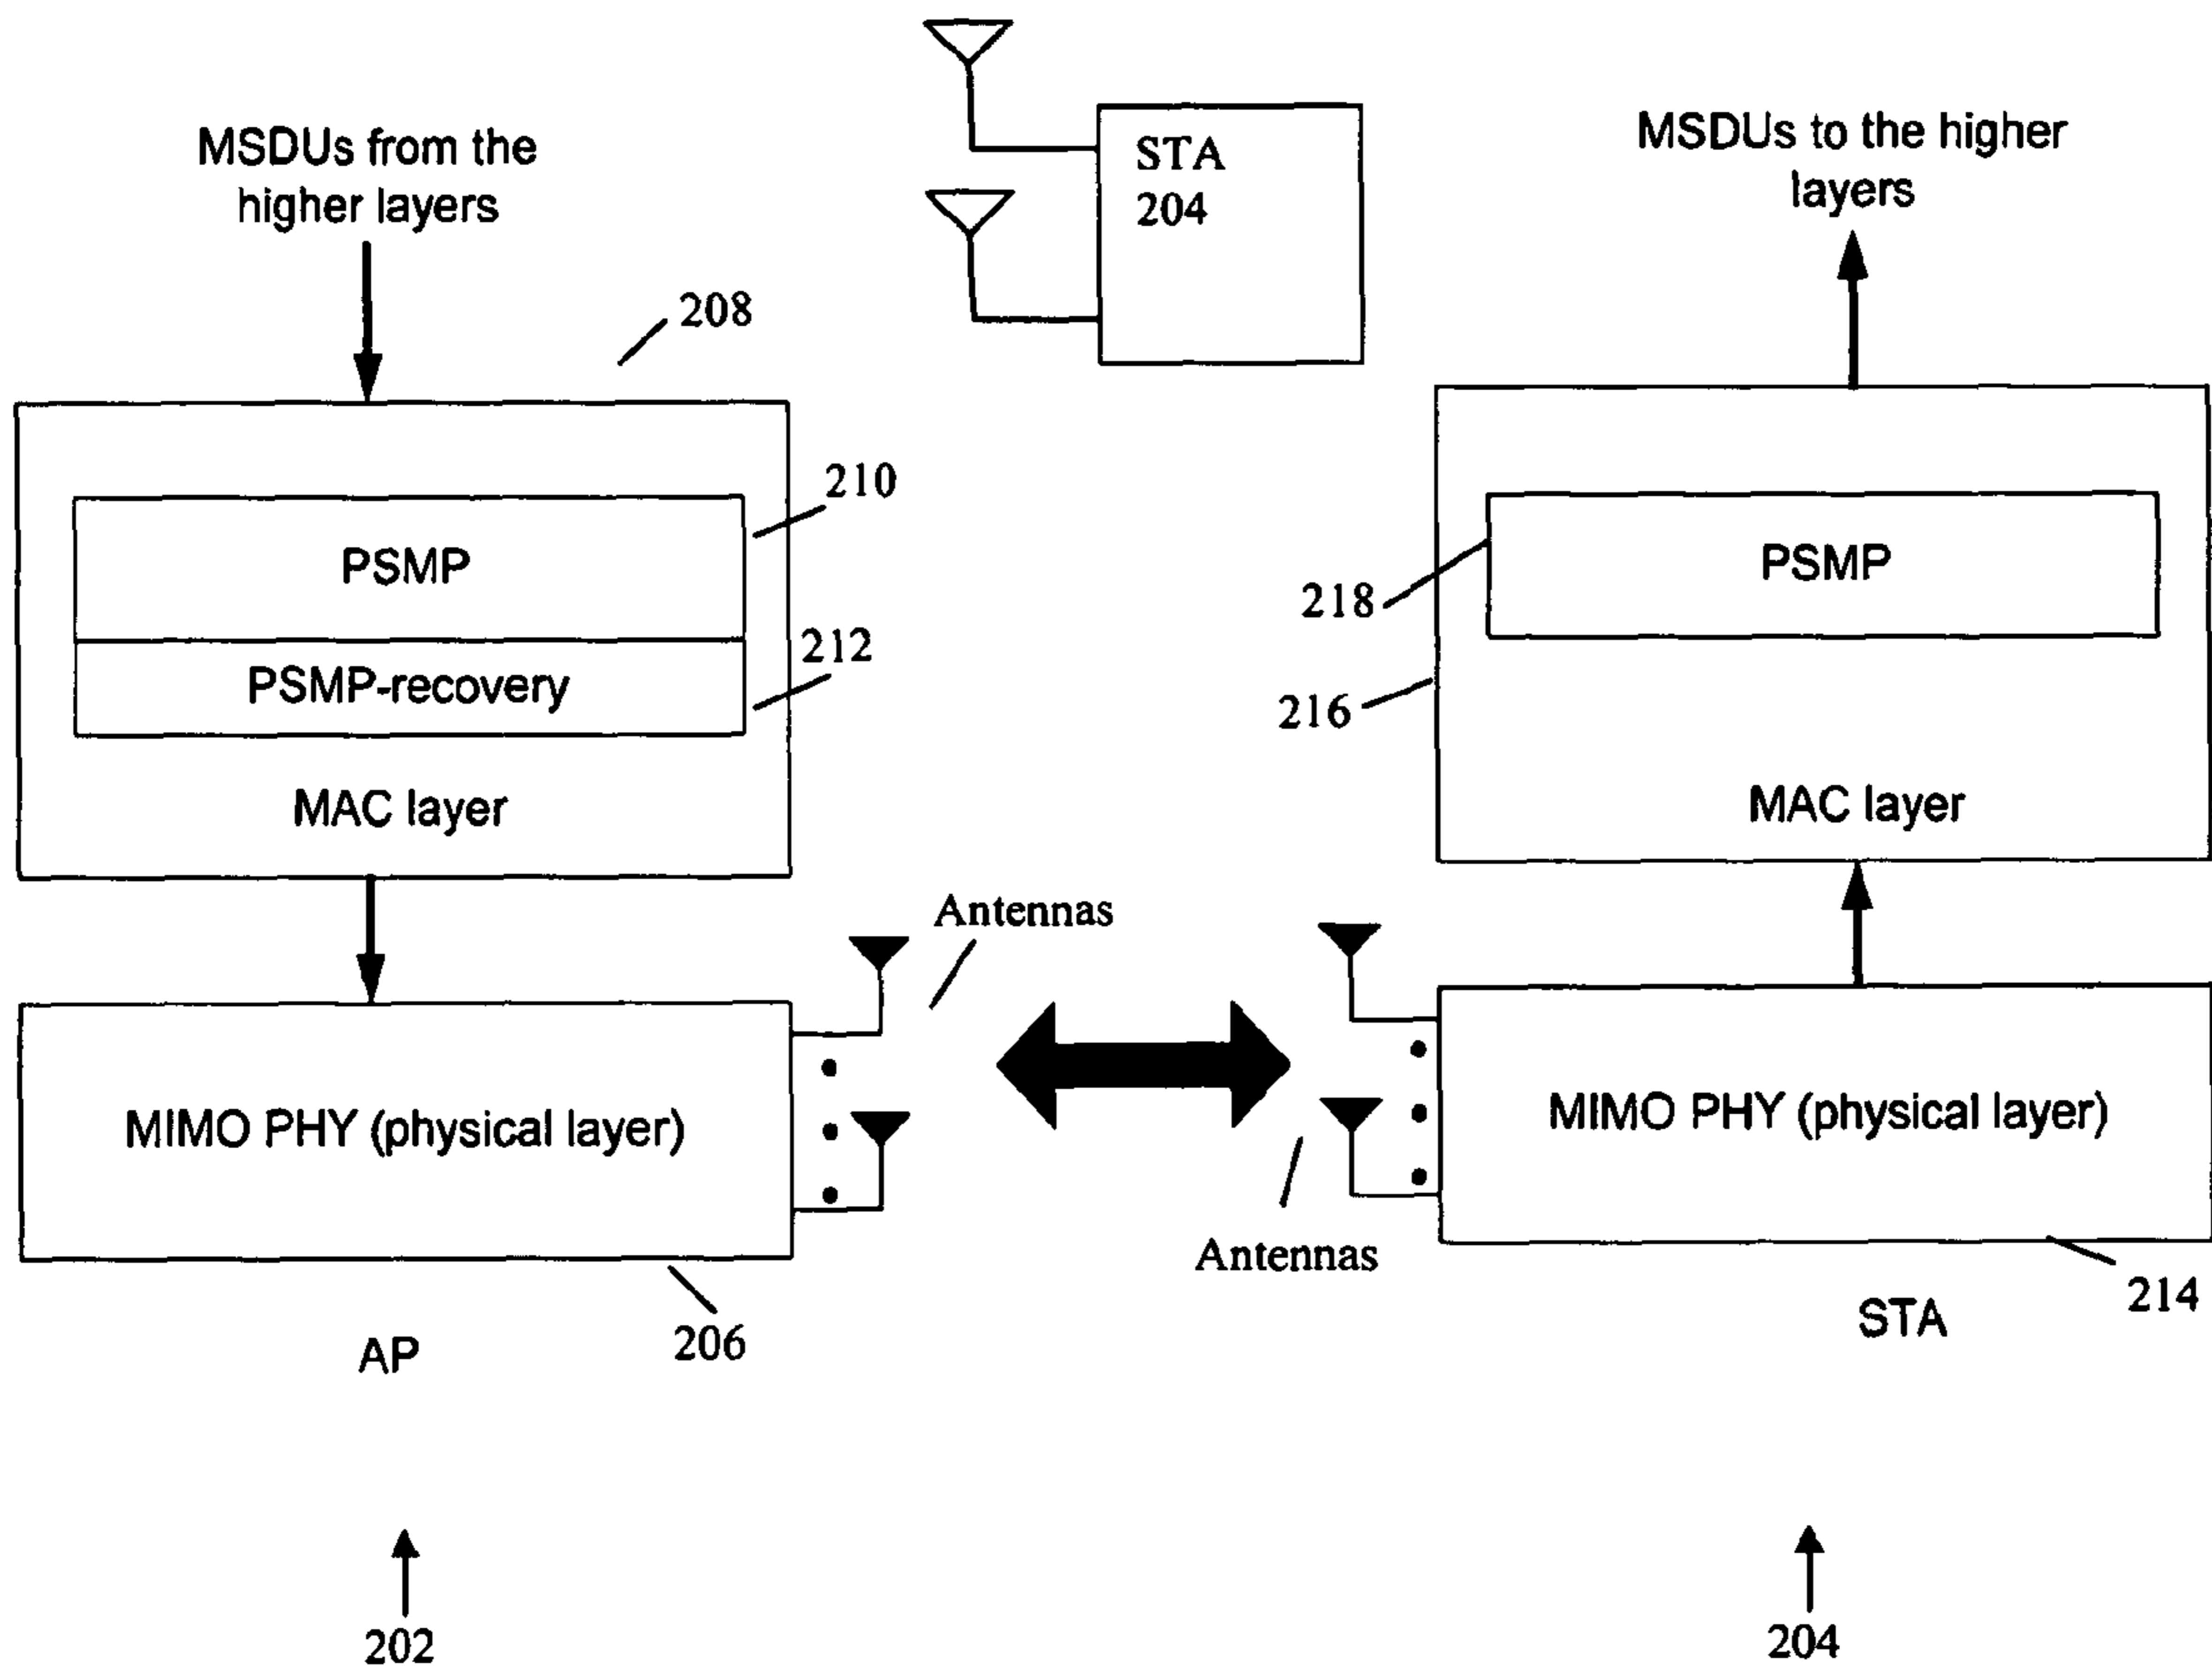 MSDUs from the
higher layers
208
STA
204
MSDUs to the higher
layers
210
PSMP
212
PSMP-recovery
MAC layer
218
PSMP
216
MAC layer
Antennas
MIMO PHY (physical layer)
206
AP
202
Antennas
MIMO PHY (physical layer)
214
STA
204